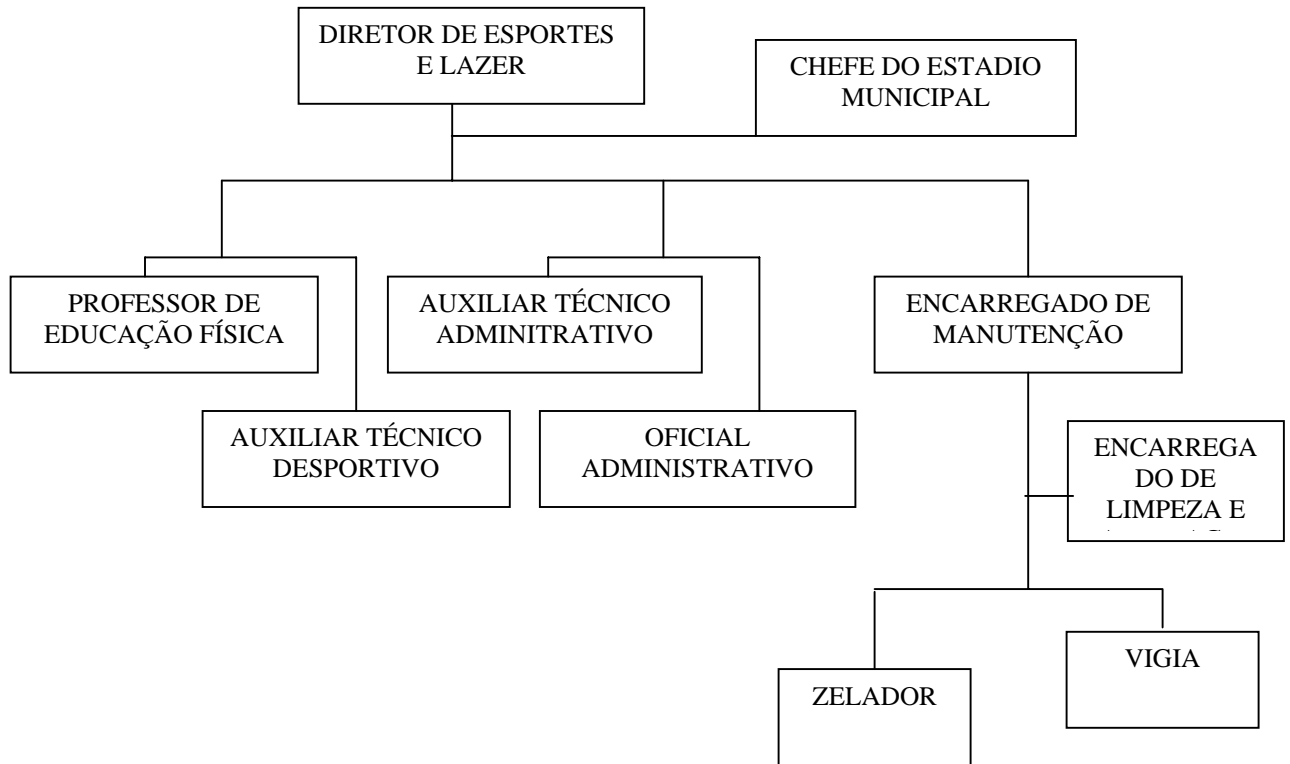 DIRETOR DE ESPORTES
E LAZER
CHEFE DO ESTADIO
MUNICIPAL
PROFESSOR DE
EDUCAÇÃO FÍSICA
AUXILIAR TÉCNICO
ADMINITRATIVO
ENCARREGADO DE
MANUTENÇÃO
AUXILIAR TÉCNICO
DESPORTIVO
OFICIAL
ADMINISTRATIVO
ENCARREGA
DO DE
LIMPEZA E
ZELADOR
VIGIA